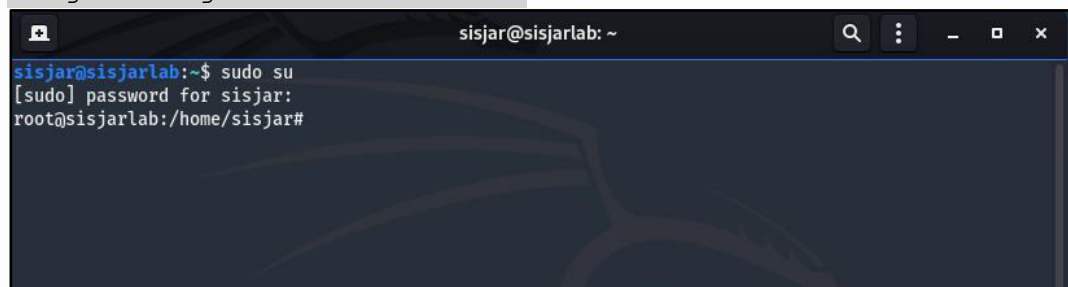 sisjar@sisjarlab: ~
sisjar@sisjarlab:~$ sudo su
[sudo] password for sisjar:
root@sisjarlab:/home/sisjar#